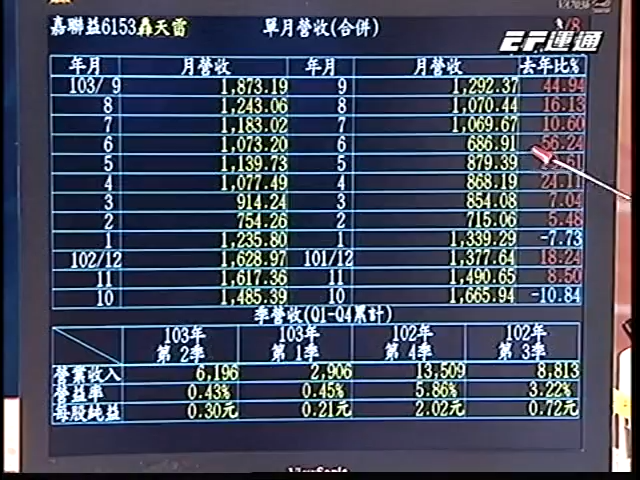 嘉聯益6153轟天雷 單月營收(合併) /8
EF運通
年月 月營收 年月 月營收 去年比%
103/ 9 1,873.19 9 1,292.37 44.94
8 1,243.06 8 1,070.44 16.13
7 1,183.02 7 1,069.67 10.60
6 1,073.20 6 686.91 56.24
5 1,139.73 5 879.39
4 1,077.49 4 868.19 24.11
3 914.24 3 854.08 7.04
2 754.26 2 715.06 5.48
1 1,235.80 1 1,339.29 -7.73
102/12 1,628.97 101/12 1,377.64 18.24
11 1,617.36 11 1,490.65 8.50
10 1,485.39 10 1,665.94 -10.84
季營收(Q1-Q4累計)
103年 103年 102年 102年
第 2季 第 1季 第 4季 第 3季
營業收入 6,196 2,906 13,509 8,813
營益率 0.43% 0.45% 5.86% 3.22%
每股純益 0.30元 0.21元 2.02元 0.72元
ViewSonic